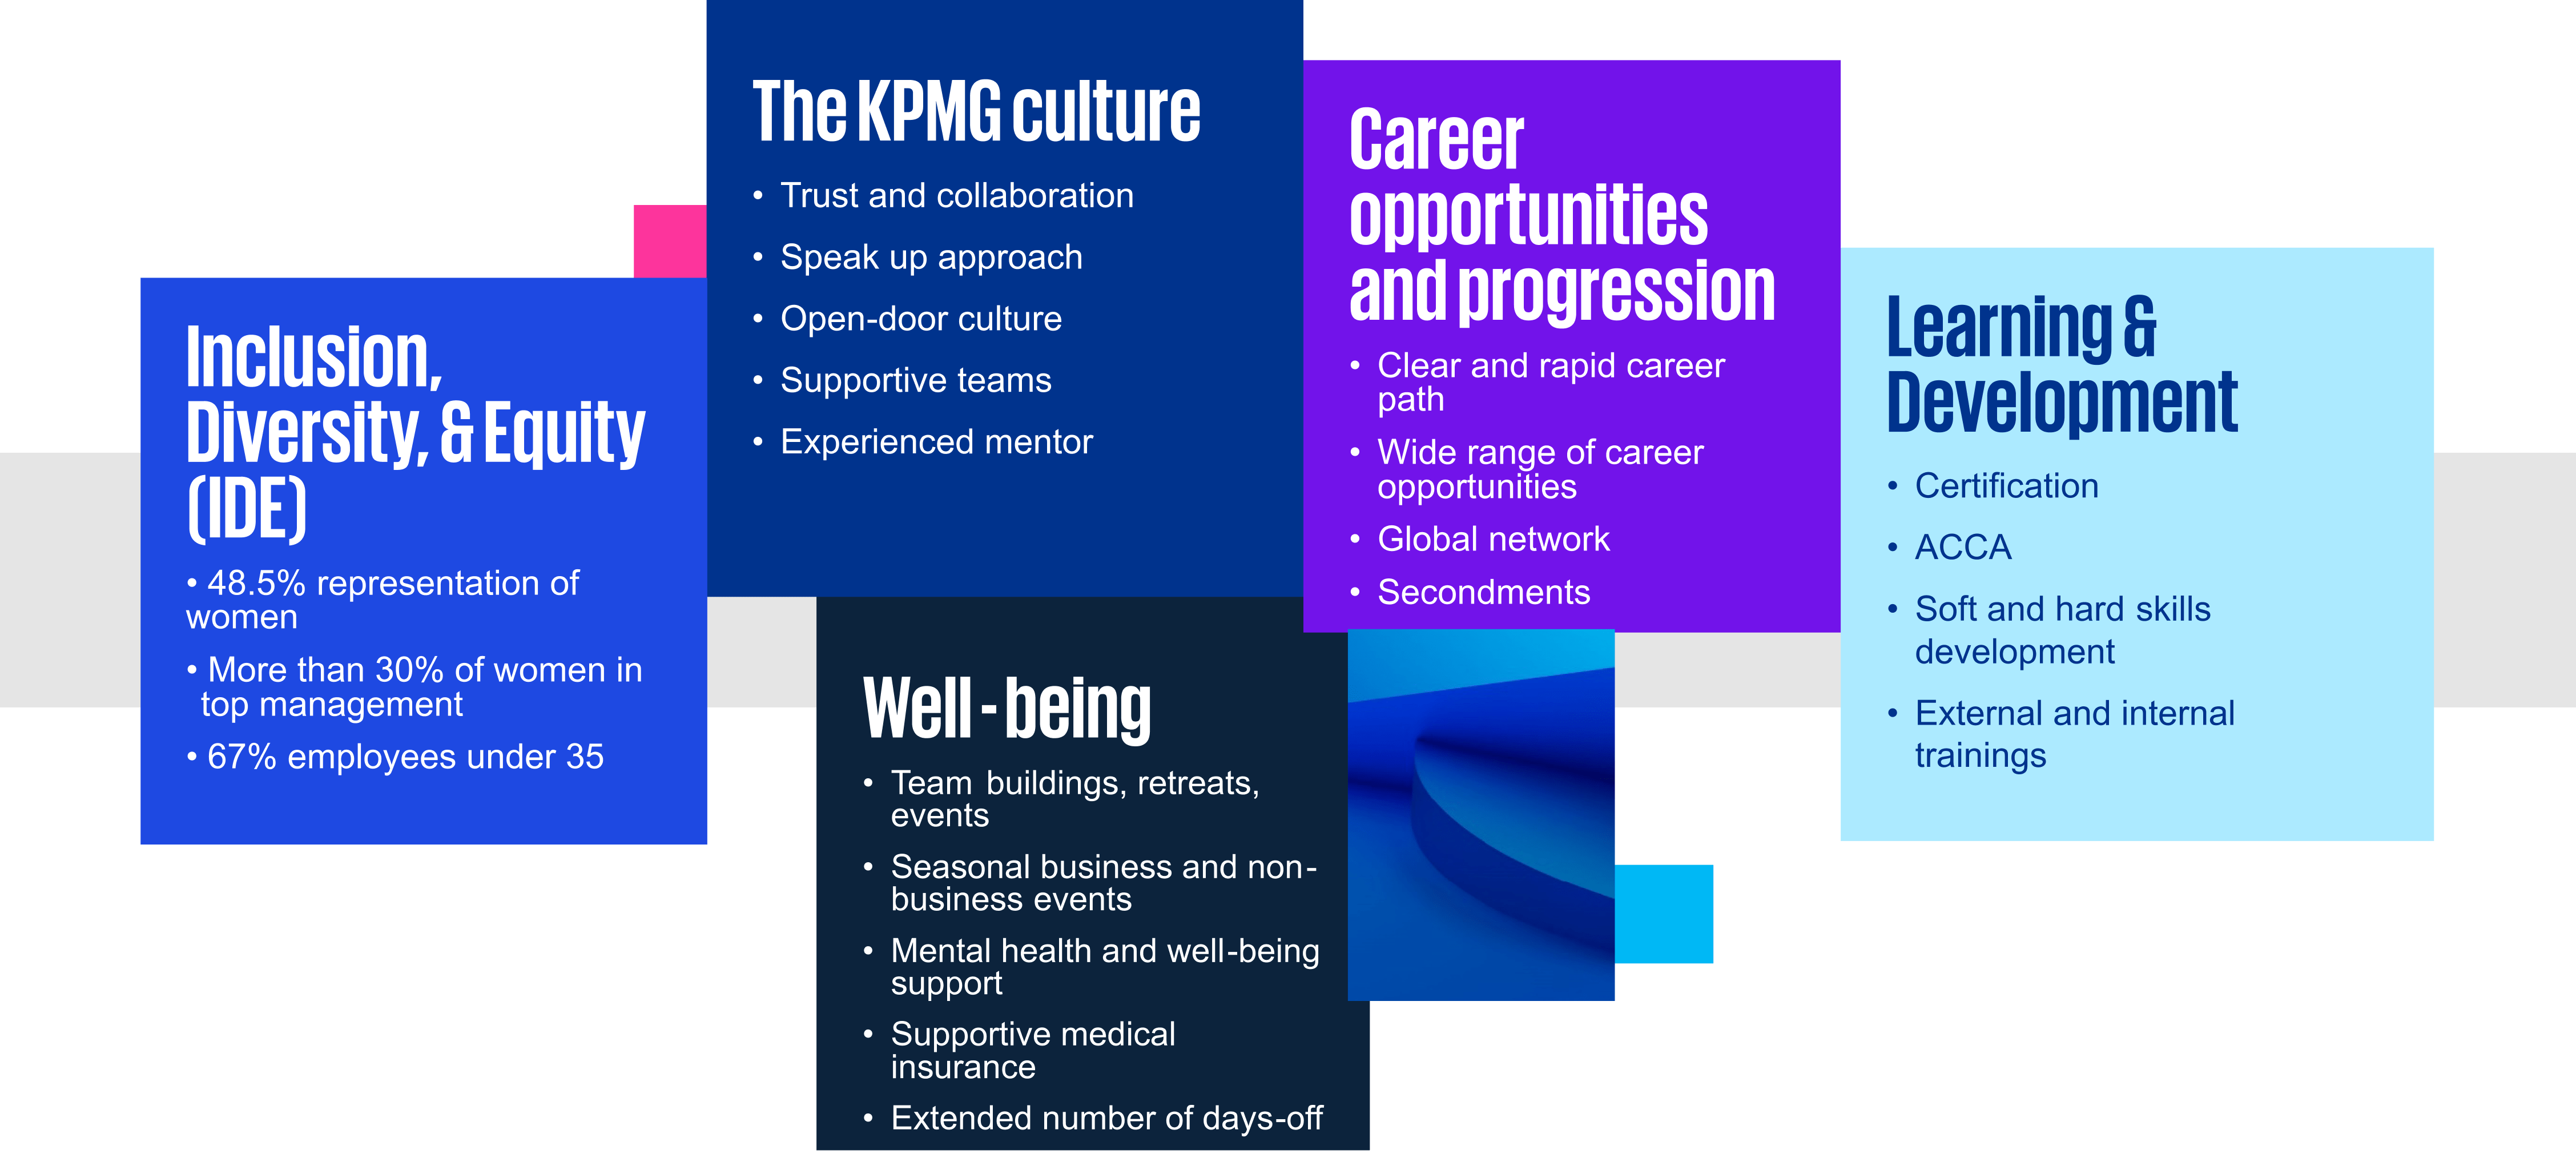 The KPMG culture
• Trust and collaboration
• Speak up approach
• Open-door culture
• Supportive teams
• Experienced mentor
Career
opportunities
and progression
• Clear and rapid career
path
• Wide range of career
opportunities
• Global network
• Secondments
Inclusion,
Diversity, & Equity
(IDE)
• 48.5% representation of
women
• More than 30% of women in
top management
• 67% employees under 35
Learning &
Development
• Certification
• ACCA
• Soft and hard skills
development
• External and internal
trainings
Well - being
• Team buildings, retreats,
events
• Seasonal business and non-
business events
• Mental health and well-being
support
• Supportive medical
insurance
• Extended number of days-off